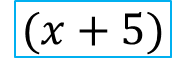 (x + 5)